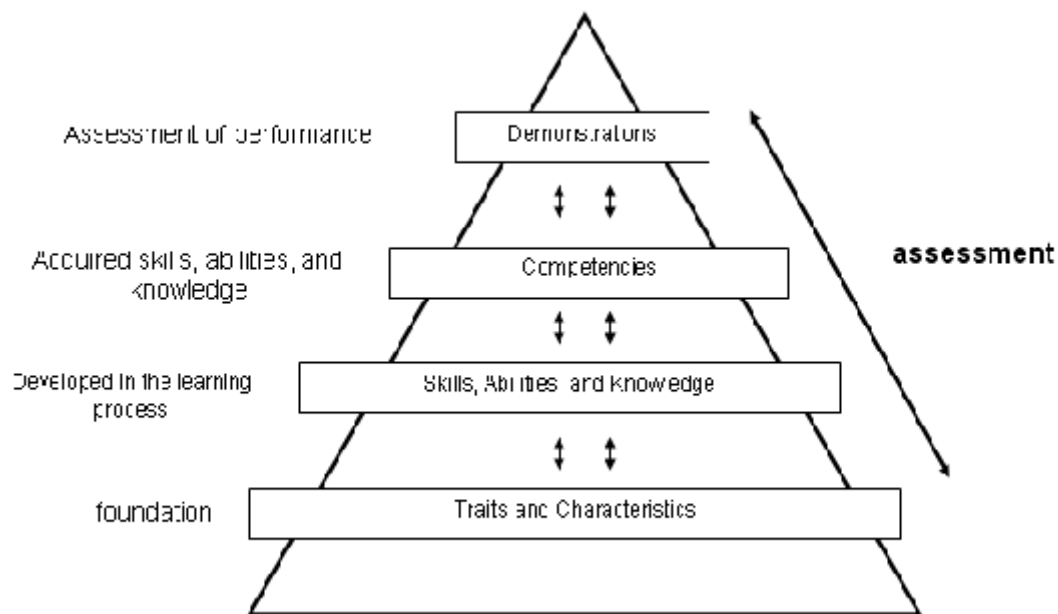 Assessment of performance
Demonstrations
Acquired skills, abilities, and
knowledge
Competencies
assessment
Developed in the learning
process
Skills, Abilities and Knowledge
foundation
Traits and Characteristics